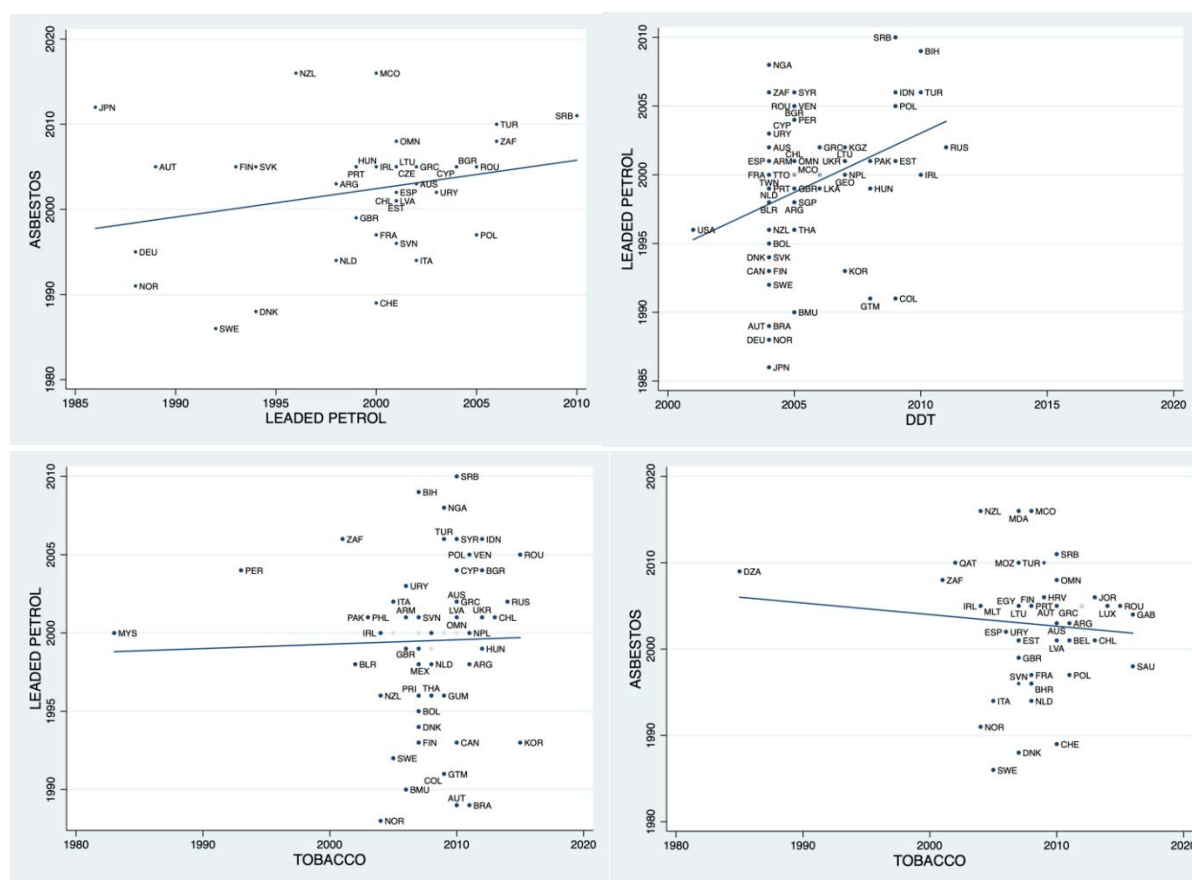 2020
NZL MCO
JPN
SRB
2010
TUR
OMN ZAF
HUN LTU BGR
AUT FIN SVK IRL GRC ROU
PRT CZE CYP
ARG AUS
ESP URY
CHL LVA
EST
2000
GBR
FRA POL
SVN
DEU NLD ITA
NOR
1990
CHE
DNK
SWE
1980
ASBESTOS
1985 1990 1995 2000 2005 2010
LEADED PETROL
2010
SRB
BIH
NGA
ZAF SYR IDN TUR
2005
ROU VEN POL
BGR
PER
CYP
URY
AUS GRC KGZ RUS
CHL LTU
ESP ARM OMN UKR PAK EST
MCO
2000
FRA TTO NPL IRL
TWN GEO
PRT GBR LKA HUN
NLD
SGP
BLR ARG
USA NZL THA
1995
BOL
DNK SVK
CAN FIN KOR
SWE
COL
GTM
1990
BMU
AUT BRA
DEU NOR
JPN
1985
LEADED PETROL
2000 2005 2010 2015 2020
DDT
2010
SRB
BIH
NGA
TUR
ZAF SYR IDN
2005
POL VEN ROU
PER CYP BGR
URY
AUS
ITA GRC RUS
ARM LVA UKR
PAK PHL SVN CHL
OMN
2000
MYS IRL NPL
GBR HUN
BLR NLD ARG
MEX
PRI THA
NZL GUM
1995
BOL
DNK
FIN CAN KOR
SWE
GTM
COL
1990
BMU
AUT
BRA
NOR
LEADED PETROL
1980 1990 2000 2010 2020
TOBACCO
2020
NZL MCO
MDA
SRB
2010
QAT MOZ TUR
DZA
ZAF OMN
HRV JOR
EGY FIN
IRL PRT ROU
MLT LTU AUT GRC LUX GAB
ARG
ESP URY AUS
EST BEL CHL
LVA
2000
GBR
SAU
SVN FRA POL
BHR
ITA NLD
NOR
1990
CHE
DNK
SWE
1980
ASBESTOS
1980 1990 2000 2010 2020
TOBACCO